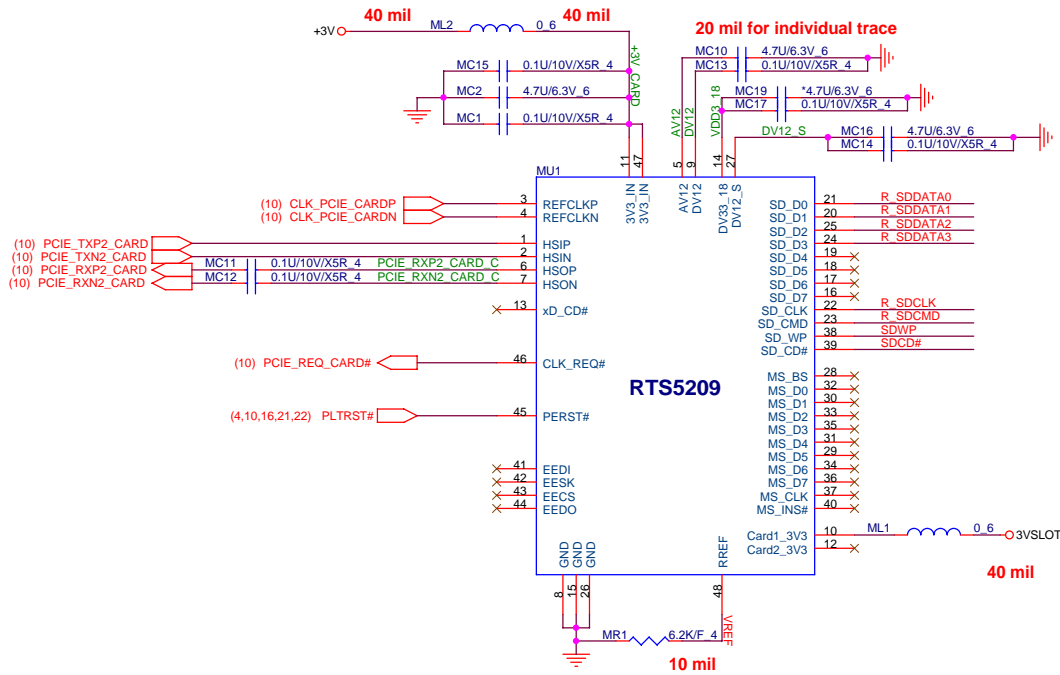 40 mil
40 mil
+3V
ML2
0_6
20 mil for individual trace
MC10
4.7U/6.3V_6
MC13
0.1U/10V/X5R_4
+3V_CARD
MC15
0.1U/10V/X5R_4
MC2
4.7U/6.3V_6
MC1
0.1U/10V/X5R_4
AV12
DV12
VDD3_18
MC19
*4.7U/6.3V_6
MC17
0.1U/10V/X5R_4
DV12_S
MC16
4.7U/6.3V_6
MC14
0.1U/10V/X5R_4
11
47
5
9
14
27
MU1
3V3_IN
3V3_IN
AV12
DV12
DV33_18
DV12_S
(10) CLK_PCIE_CARDP
3
REFCLKP
(10) CLK_PCIE_CARDN
4
REFCLKN
(10) PCIE_TXP2_CARD
1
HSIP
(10) PCIE_TXN2_CARD
2
HSIN
(10) PCIE_RXP2_CARD
MC11
0.1U/10V/X5R_4
PCIE_RXP2_CARD_C
6
HSOP
(10) PCIE_RXN2_CARD
MC12
0.1U/10V/X5R_4
PCIE_RXN2_CARD_C
7
HSON
13
xD_CD#
(10) PCIE_REQ_CARD#
46
CLK_REQ#
(4,10,16,21,22) PLTRST#
45
PERST#
41
EEDI
42
EESK
43
EECS
44
EEDO
RTS5209
SD_D0
21
R_SDDATA0
SD_D1
20
R_SDDATA1
SD_D2
25
R_SDDATA2
SD_D3
24
R_SDDATA3
SD_D4
19
SD_D5
18
SD_D6
17
SD_D7
16
SD_CLK
22
R_SDCLK
SD_CMD
23
R_SDCMD
SD_WP
38
SDWP
SD_CD#
39
SDCD#
MS_BS
28
MS_D0
32
MS_D1
30
MS_D2
33
MS_D3
35
MS_D4
31
MS_D5
29
MS_D6
34
MS_D7
36
MS_CLK
37
MS_INS#
40
Card1_3V3
10
ML1
0_6
3VSLOT
Card2_3V3
12
40 mil
GND
GND
GND
RREF
8
15
26
48
VREF
MR1
6.2K/F_4
10 mil